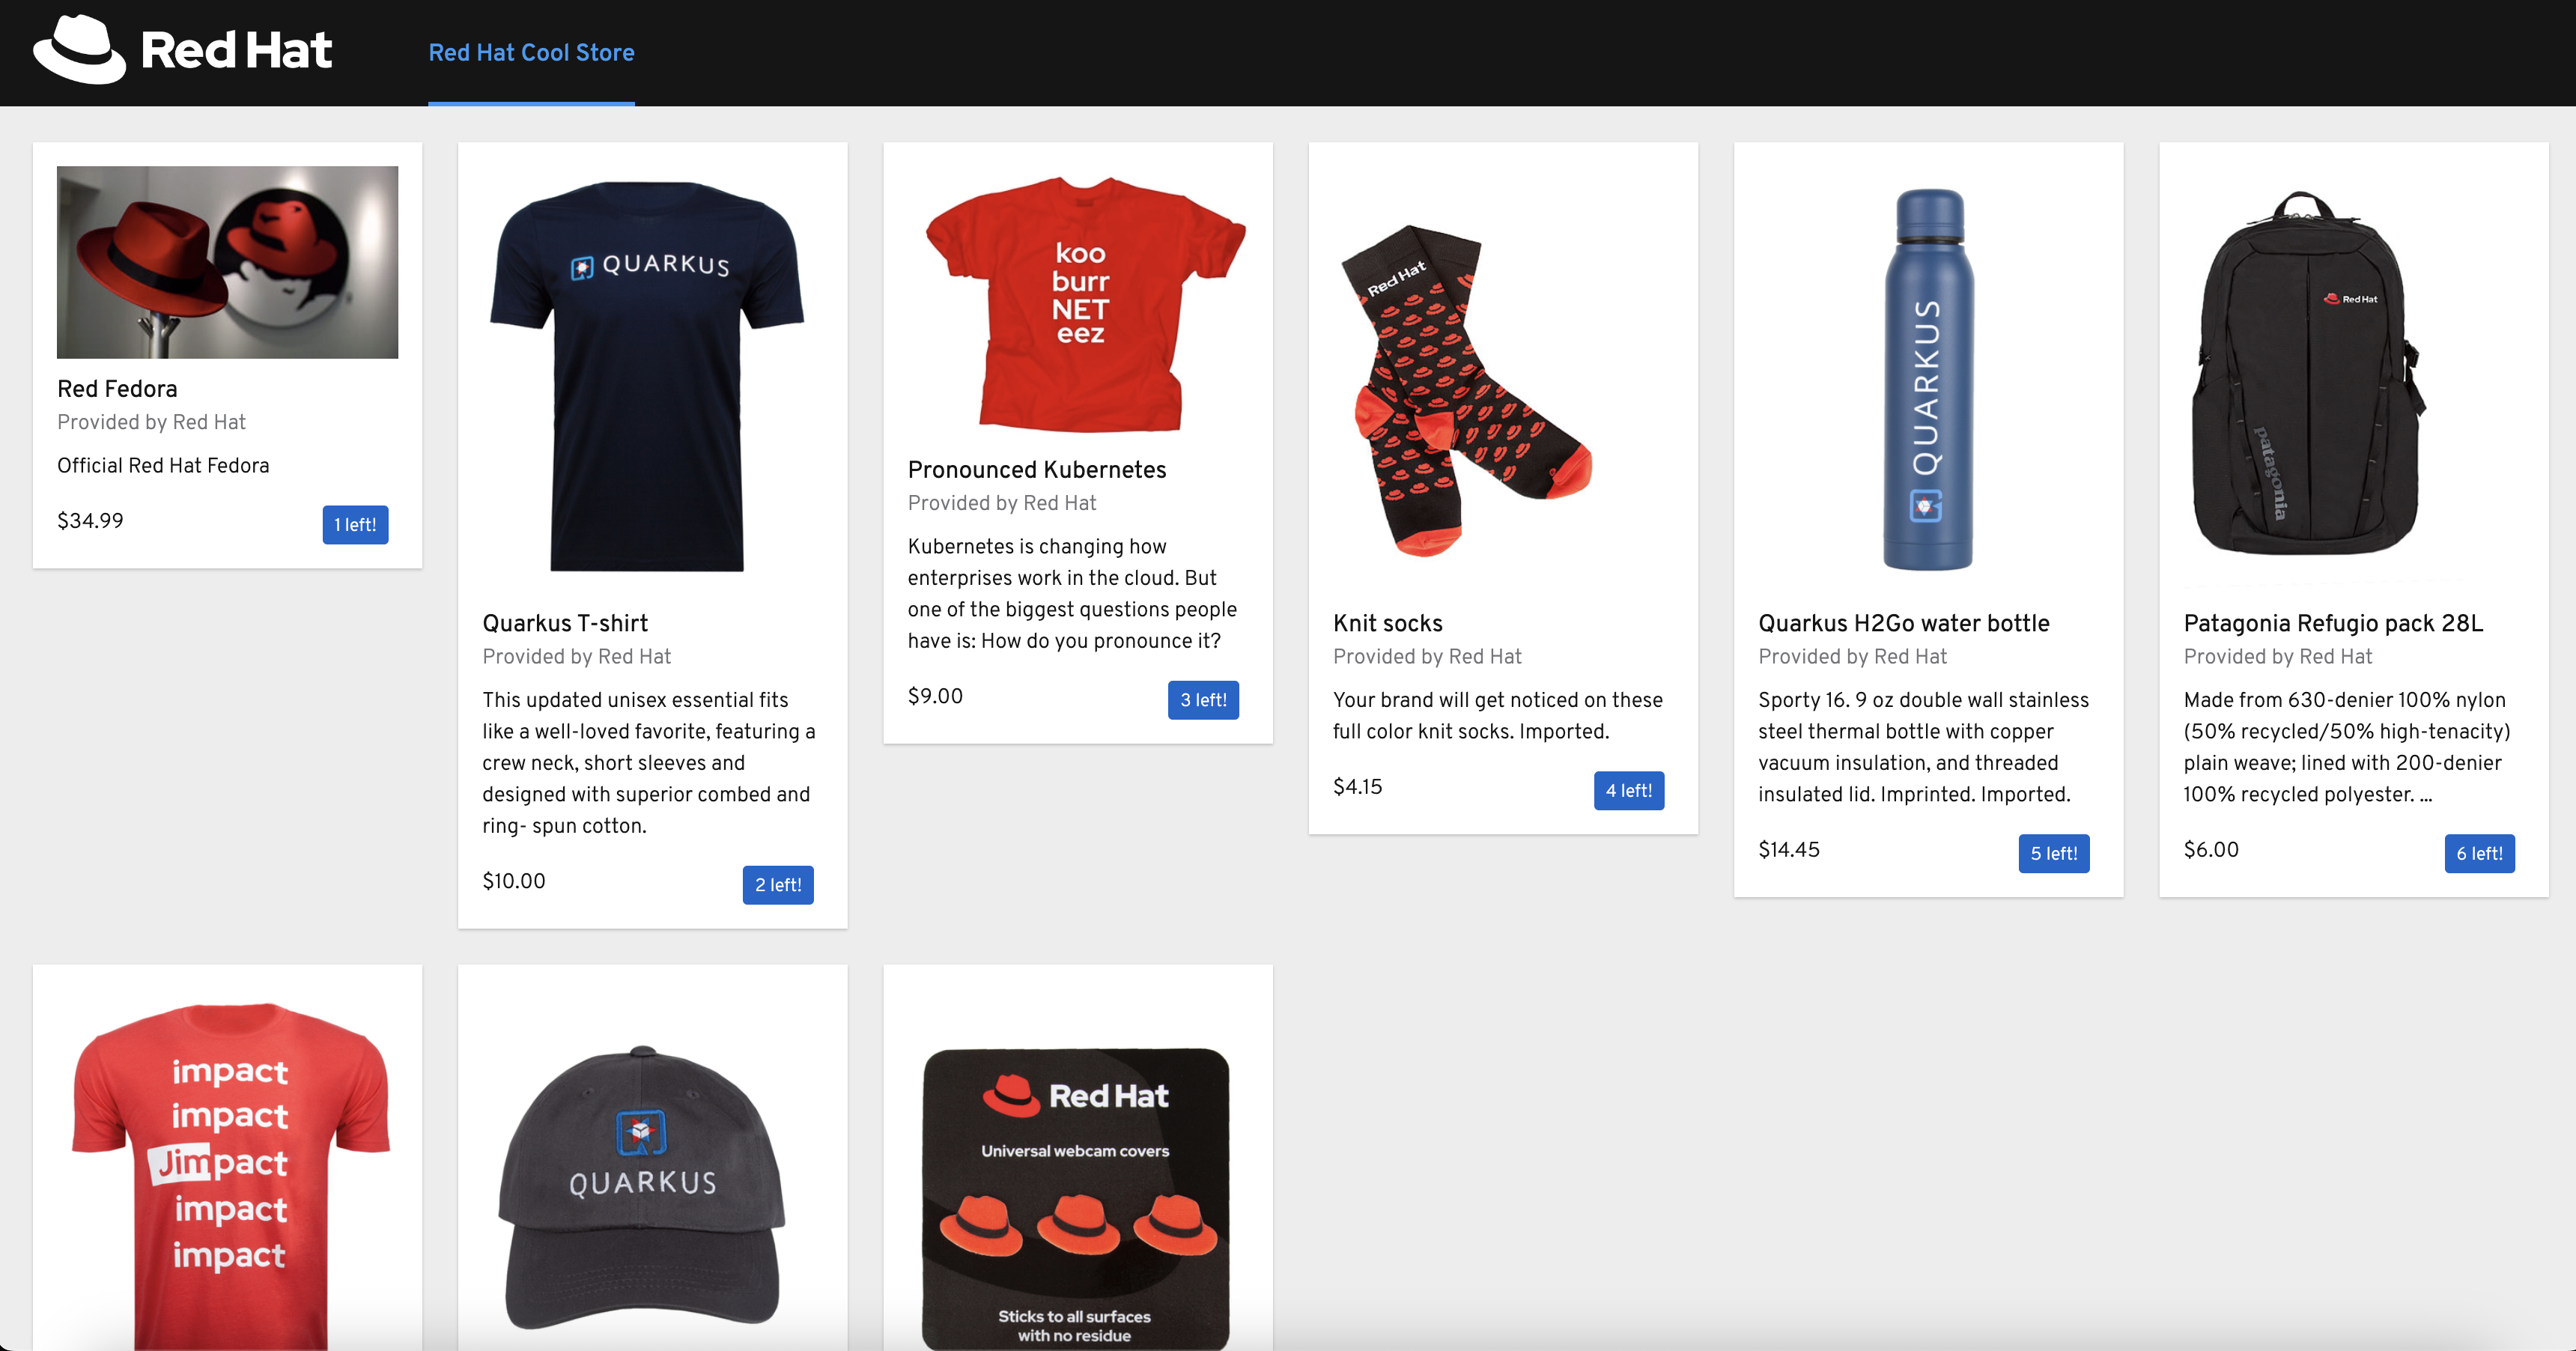 Red Hat
Red Hat Cool Store
Red Fedora
Provided by Red Hat
Official Red Hat Fedora
$34.99
1 left!
QUARKUS
Quarkus T-shirt
Provided by Red Hat
This updated unisex essential fits
like a well-loved favorite, featuring a
crew neck, short sleeves and
designed with superior combed and
ring- spun cotton.
$10.00
2 left!
koo
burr
NET
eez
Pronounced Kubernetes
Provided by Red Hat
Kubernetes is changing how
enterprises work in the cloud. But
one of the biggest questions people
have is: How do you pronounce it?
$9.00
3 left!
Red Hat
Knit socks
Provided by Red Hat
Your brand will get noticed on these
full color knit socks. Imported.
$4.15
4 left!
QUARKUS
Quarkus H2Go water bottle
Provided by Red Hat
Sporty 16. 9 oz double wall stainless
steel thermal bottle with copper
vacuum insulation, and threaded
insulated lid. Imprinted. Imported.
$14.45
5 left!
Red Hat
patagonia
Patagonia Refugio pack 28L
Provided by Red Hat
Made from 630-denier 100% nylon
(50% recycled/50% high-tenacity)
plain weave; lined with 200-denier
100% recycled polyester. ...
$6.00
6 left!
impact
impact
Jimpact
impact
impact
QUARKUS
Red Hat
Universal webcam covers
Sticks to all surfaces
with no residue